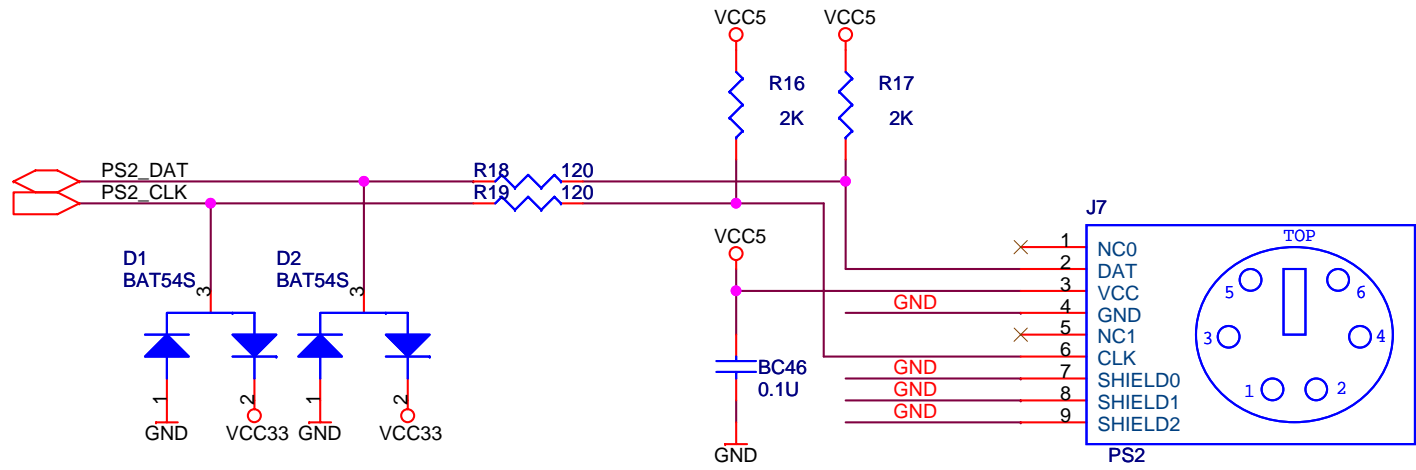 VCC5 VCC5
R16 R17
2K 2K
PS2_DAT R18 120
PS2_CLK R19 120
J7
VCC5
TOP
D1 D2
BAT54S BAT54S
3 3
1 NC0
2 DAT
3 VCC
GND 4 GND
5 NC1
6 CLK
GND 7 SHIELD0
GND 8 SHIELD1
GND 9 SHIELD2
5 6
3 4
1 2
BC46
0.1U
1 2 1 2
GND VCC33 GND VCC33
GND
PS2